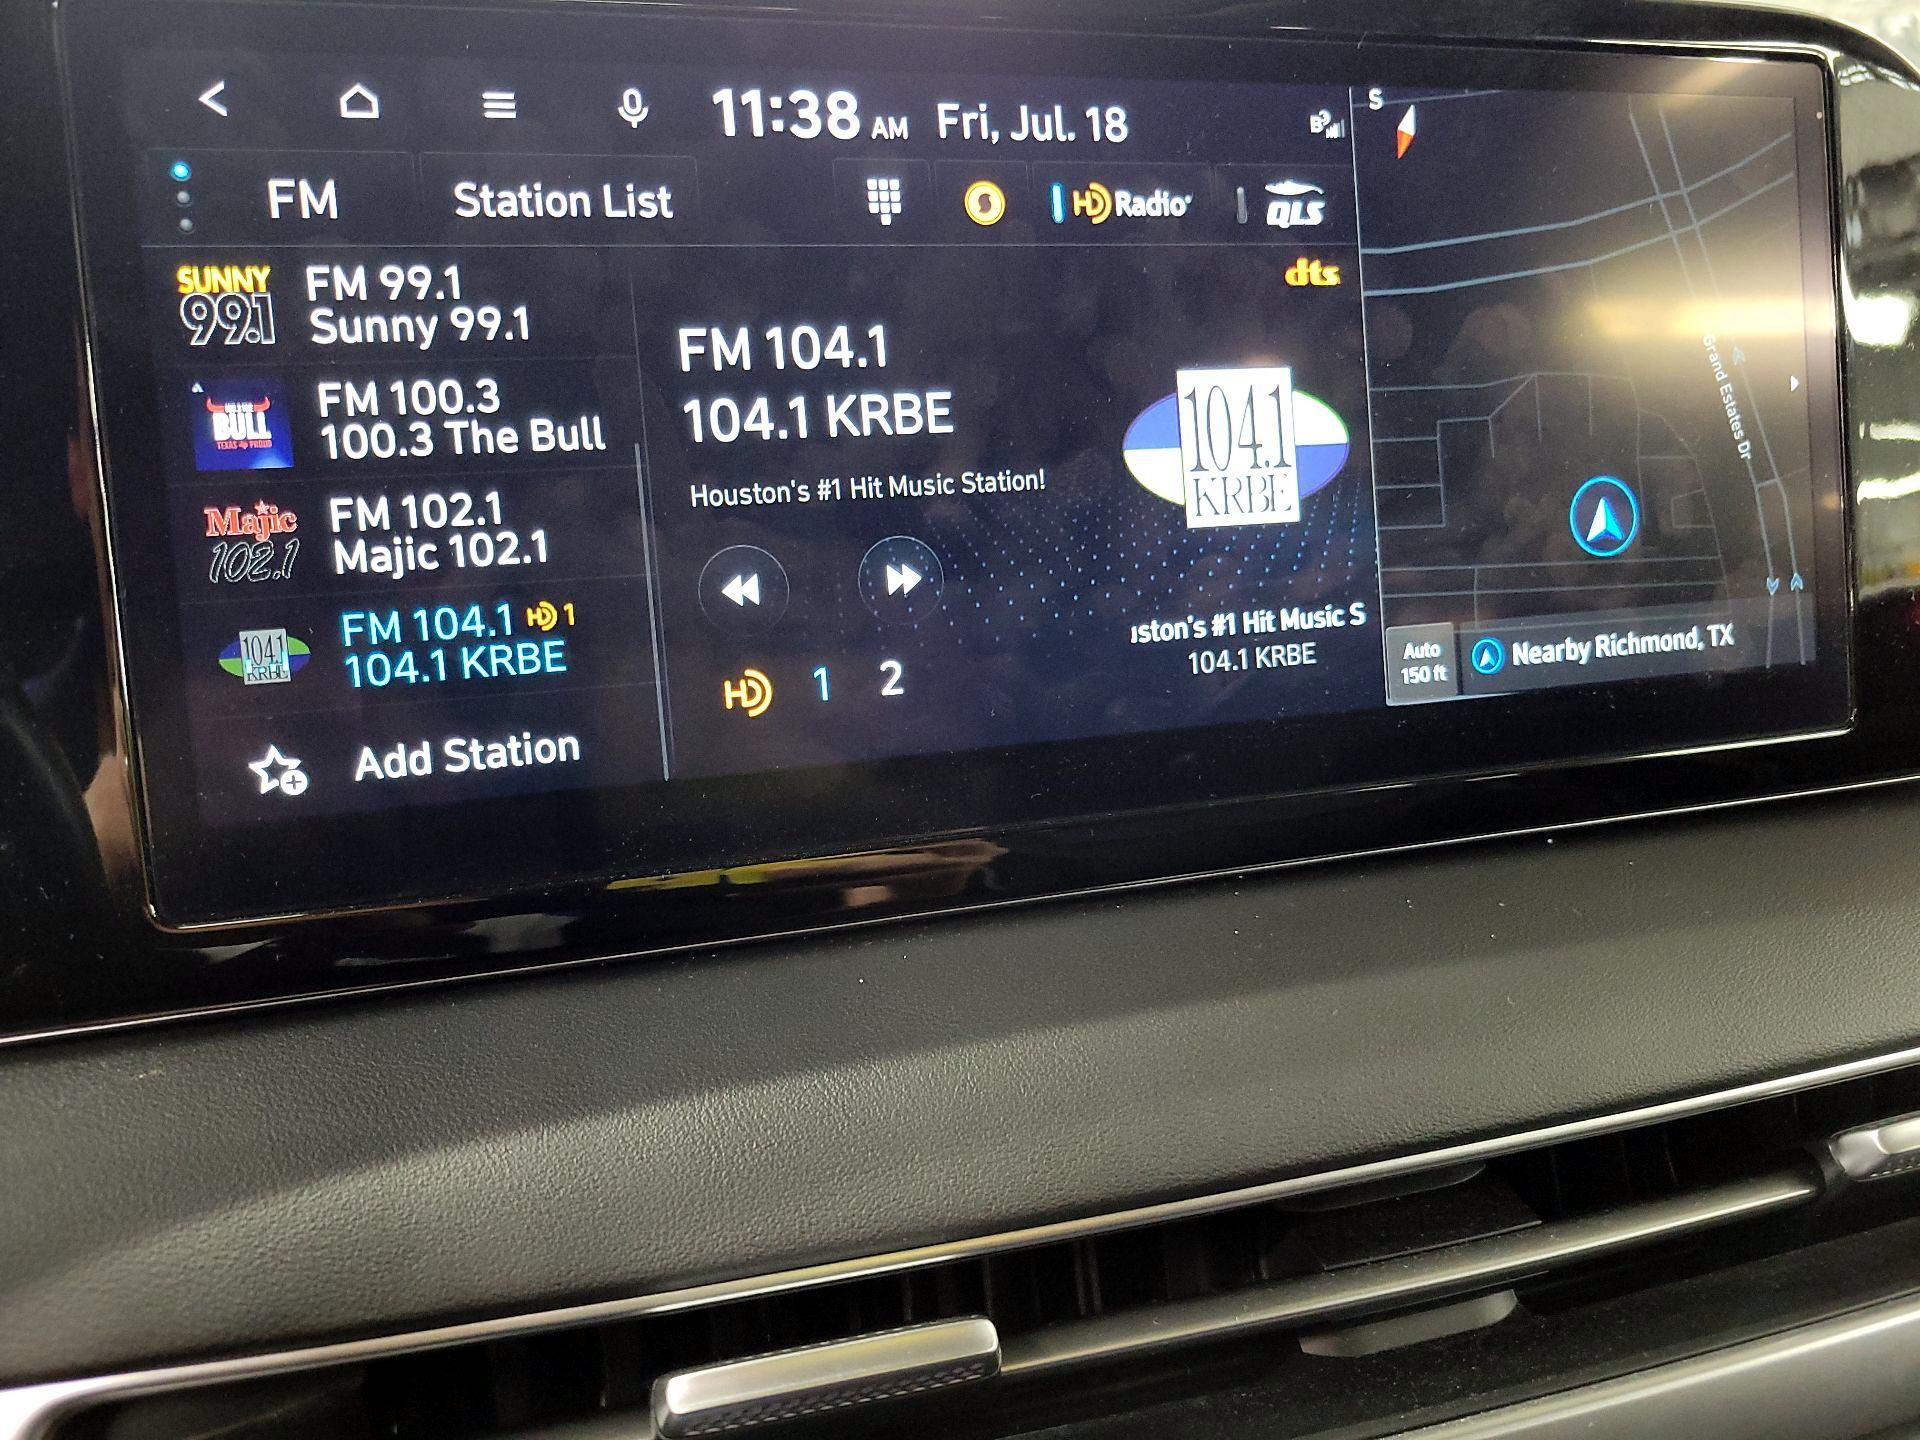 11:38 AM Fri, Jul. 18
FM
Station List
HD Radio
QLS
SUNNY
99.1
FM 99.1
Sunny 99.1
BULL
TEXAS PROUD
FM 100.3
100.3 The Bull
Majic
102.1
FM 102.1
Majic 102.1
104.1
KRBE
FM 104.1 HD 1
104.1 KRBE
Add Station
dts
FM 104.1
104.1 KRBE
Houston's #1 Hit Music Station!
HD 1 2
104.1
KRBE
ston's #1 Hit Music S
104.1 KRBE
S
Grand Estates Dr
Auto
150 ft
Nearby Richmond, TX